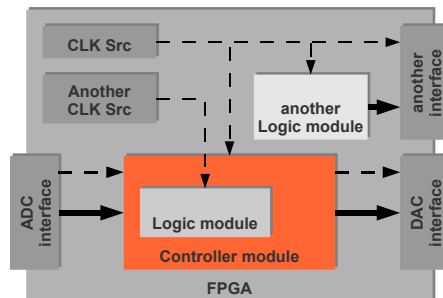 CLK Src
Another
CLK Src
another
Logic module
another
interface
ADC
interface
Logic module
Controller module
DAC
interface
FPGA